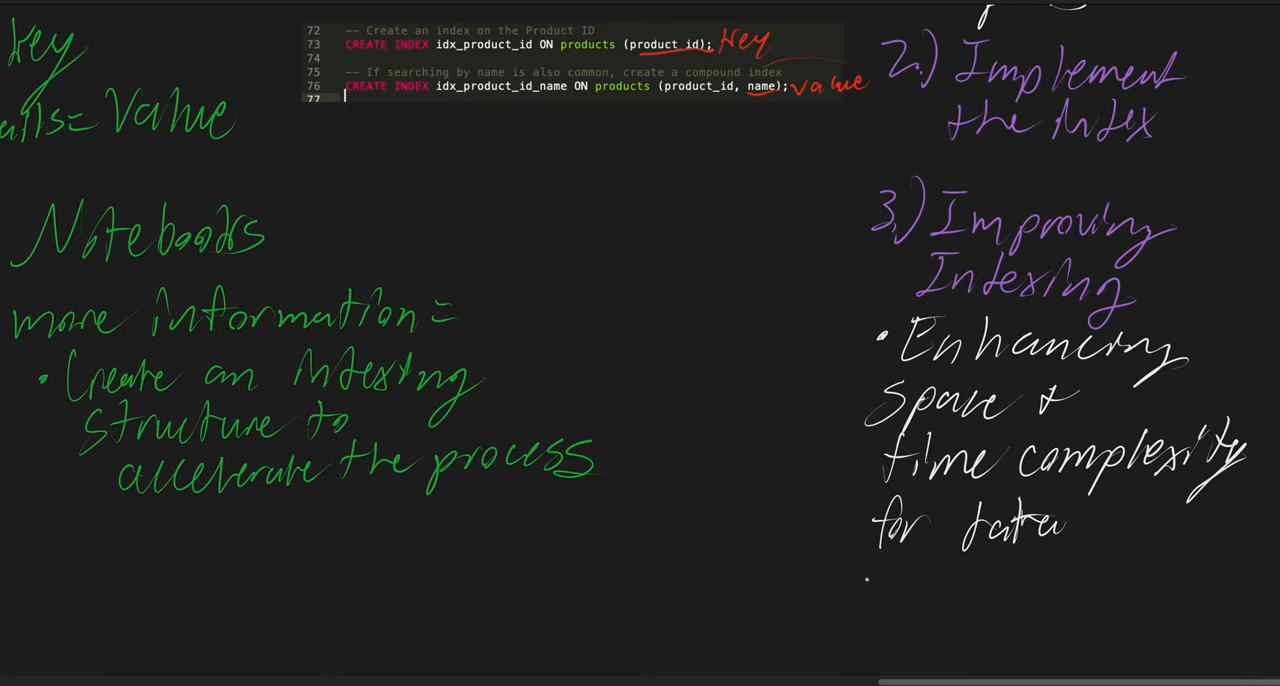 key
= Value
Notebooks
more information =
• Create an indexing
structure to
accelerate the process
72 -- Create an index on the Product ID
73 CREATE INDEX idx_product_id ON products (product_id); Key
74
75 -- If searching by name is also common, create a compound index
76 CREATE INDEX idx_product_id_name ON products (product_id, name); value
77
2.) Implement
the index
3.) Improving
Indexing
• Enhancing
space +
time complexity
for data